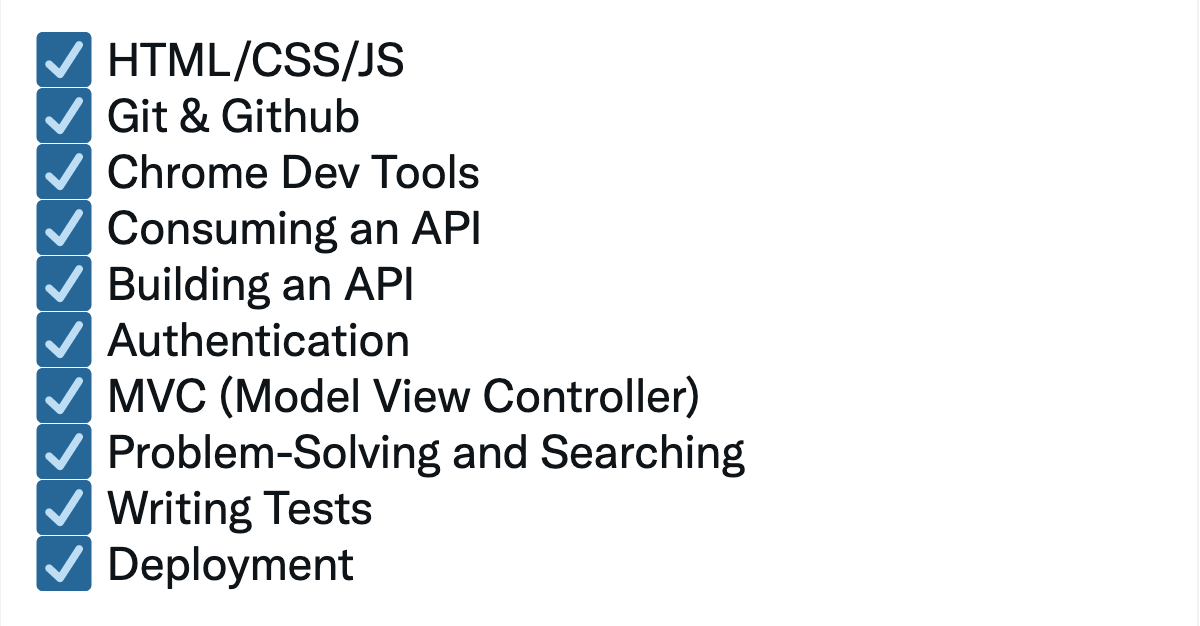 ☑ HTML/CSS/JS
☑ Git & Github
☑ Chrome Dev Tools
☑ Consuming an API
☑ Building an API
☑ Authentication
☑ MVC (Model View Controller)
☑ Problem-Solving and Searching
☑ Writing Tests
☑ Deployment